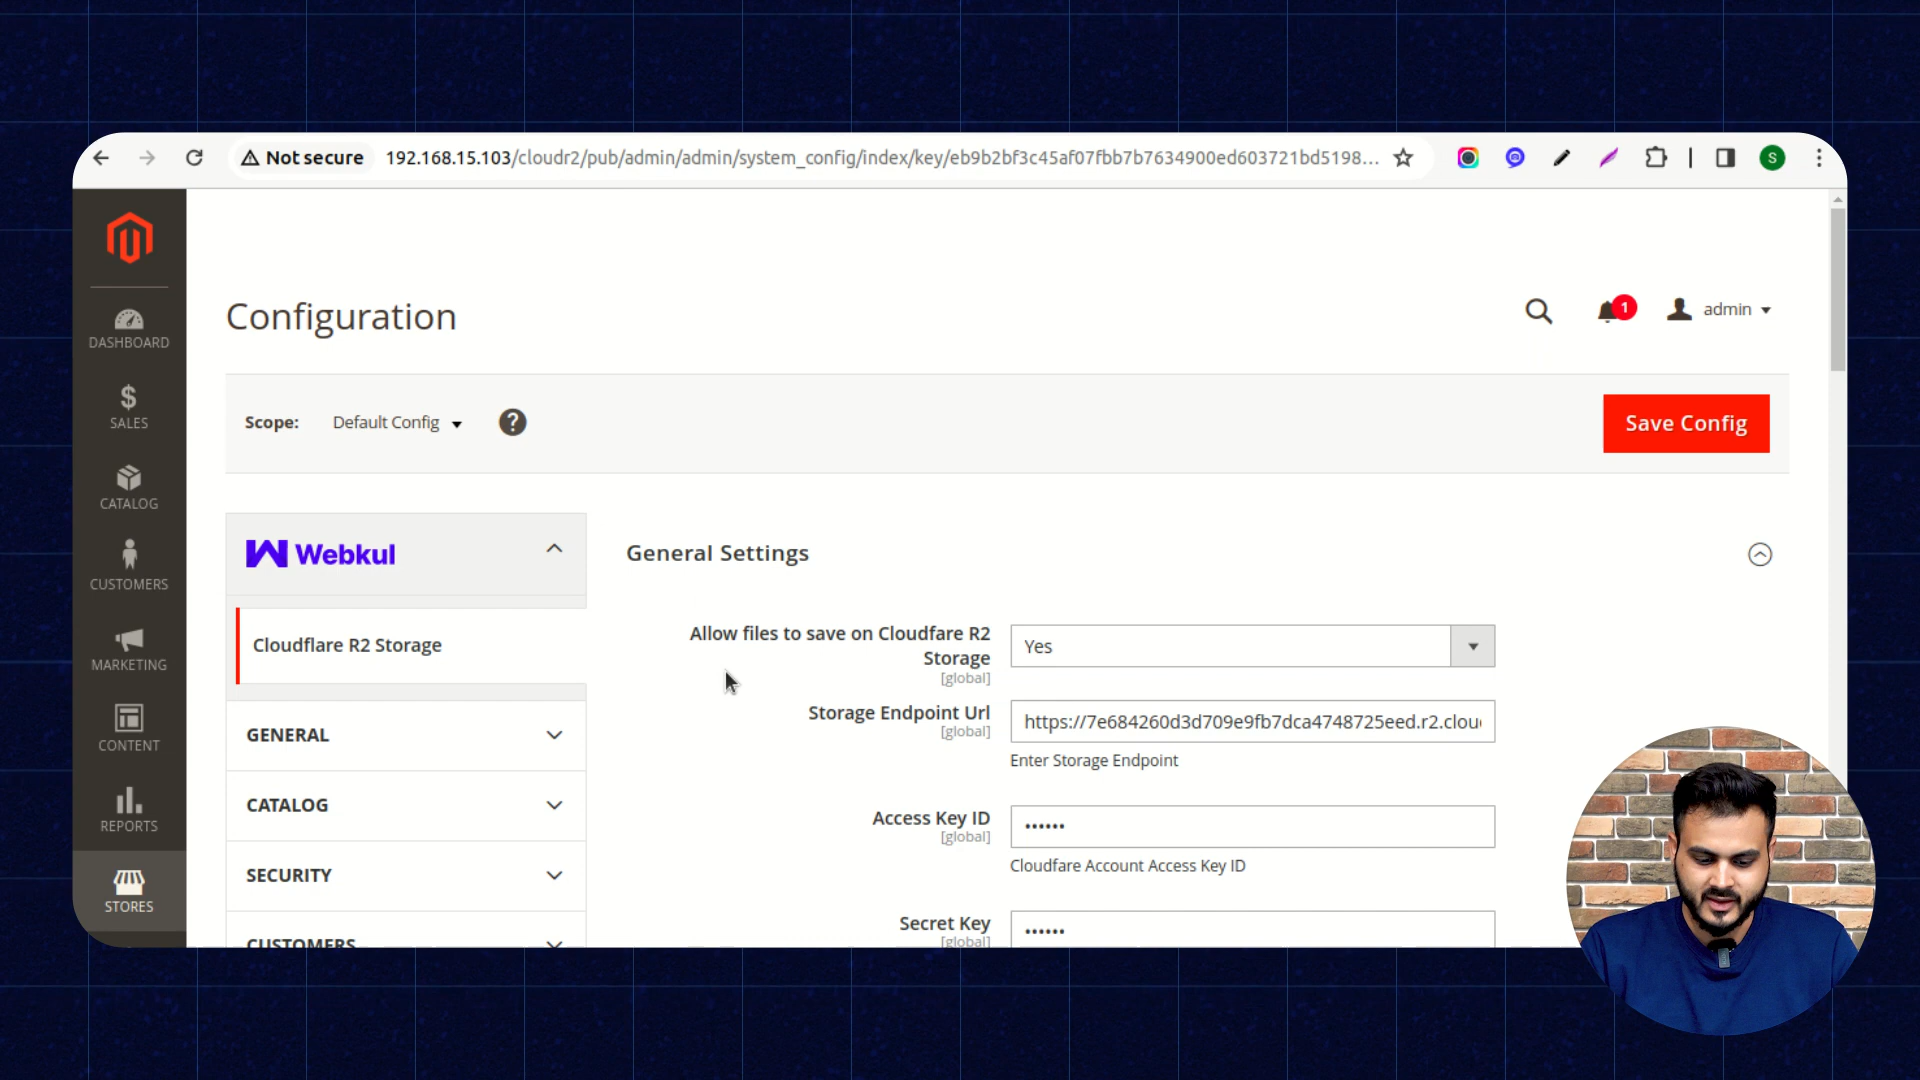 Not secure
192.168.15.103/cloudr2/pub/admin/admin/system_config/index/key/eb9b2bf3c45af07fbb7b7634900ed603721bd5198...
S
DASHBOARD
SALES
CATALOG
CUSTOMERS
MARKETING
CONTENT
REPORTS
STORES
Configuration
1
admin
Scope:
Default Config
?
Save Config
Webkul
Cloudflare R2 Storage
GENERAL
CATALOG
SECURITY
CUSTOMERS
General Settings
Allow files to save on Cloudfare R2
Storage
[global]
Yes
Storage Endpoint Url
[global]
https://7e684260d3d709e9fb7dca4748725eed.r2.clou
Enter Storage Endpoint
Access Key ID
[global]
••••••
Cloudfare Account Access Key ID
Secret Key
[global]
••••••